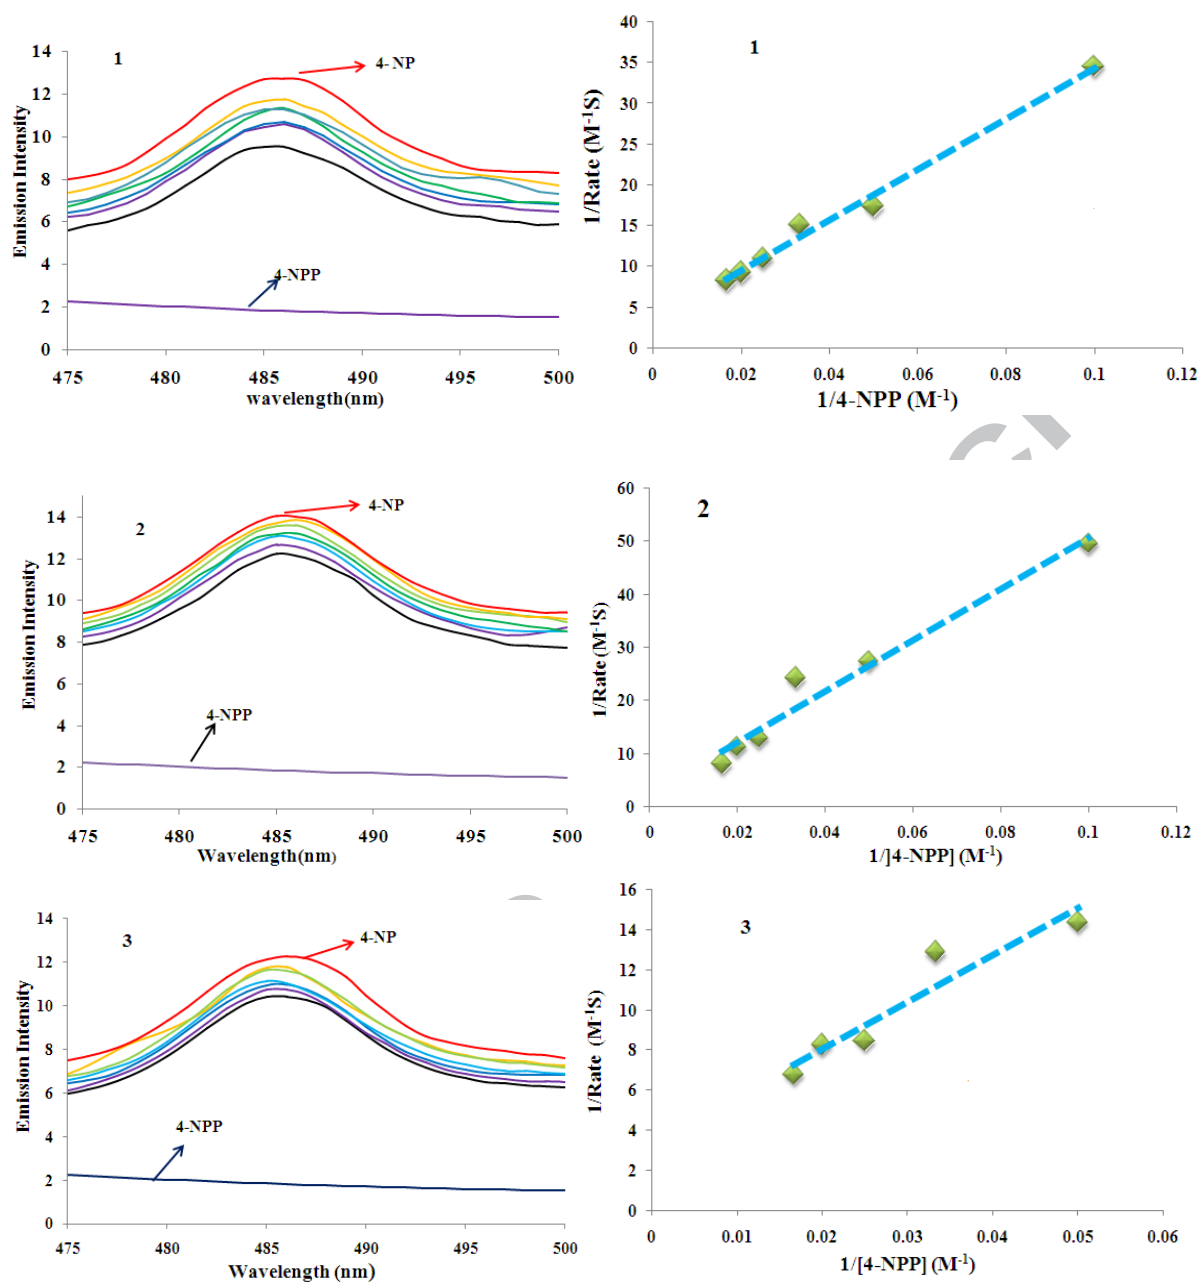 1
4- NP
4-NPP
Emission Intensity
14
12
10
8
6
4
2
0
475 480 485 490 495 500
wavelength(nm)
1
1/Rate (M⁻¹S)
40
35
30
25
20
15
10
5
0
0 0.02 0.04 0.06 0.08 0.1 0.12
1/4-NPP (M⁻¹)
2
4-NP
4-NPP
Emission Intensity
14
12
10
8
6
4
2
0
475 480 485 490 495 500
Wavelength(nm)
2
1/Rate (M⁻¹S)
60
50
40
30
20
10
0
0 0.02 0.04 0.06 0.08 0.1 0.12
1/]4-NPP] (M⁻¹)
3
4-NP
4-NPP
Emission Intensity
14
12
10
8
6
4
2
0
475 480 485 490 495 500
Wavelength (nm)
3
1/Rate (M⁻¹S)
16
14
12
10
8
6
4
2
0
0 0.01 0.02 0.03 0.04 0.05 0.06
1/[4-NPP] (M⁻¹)